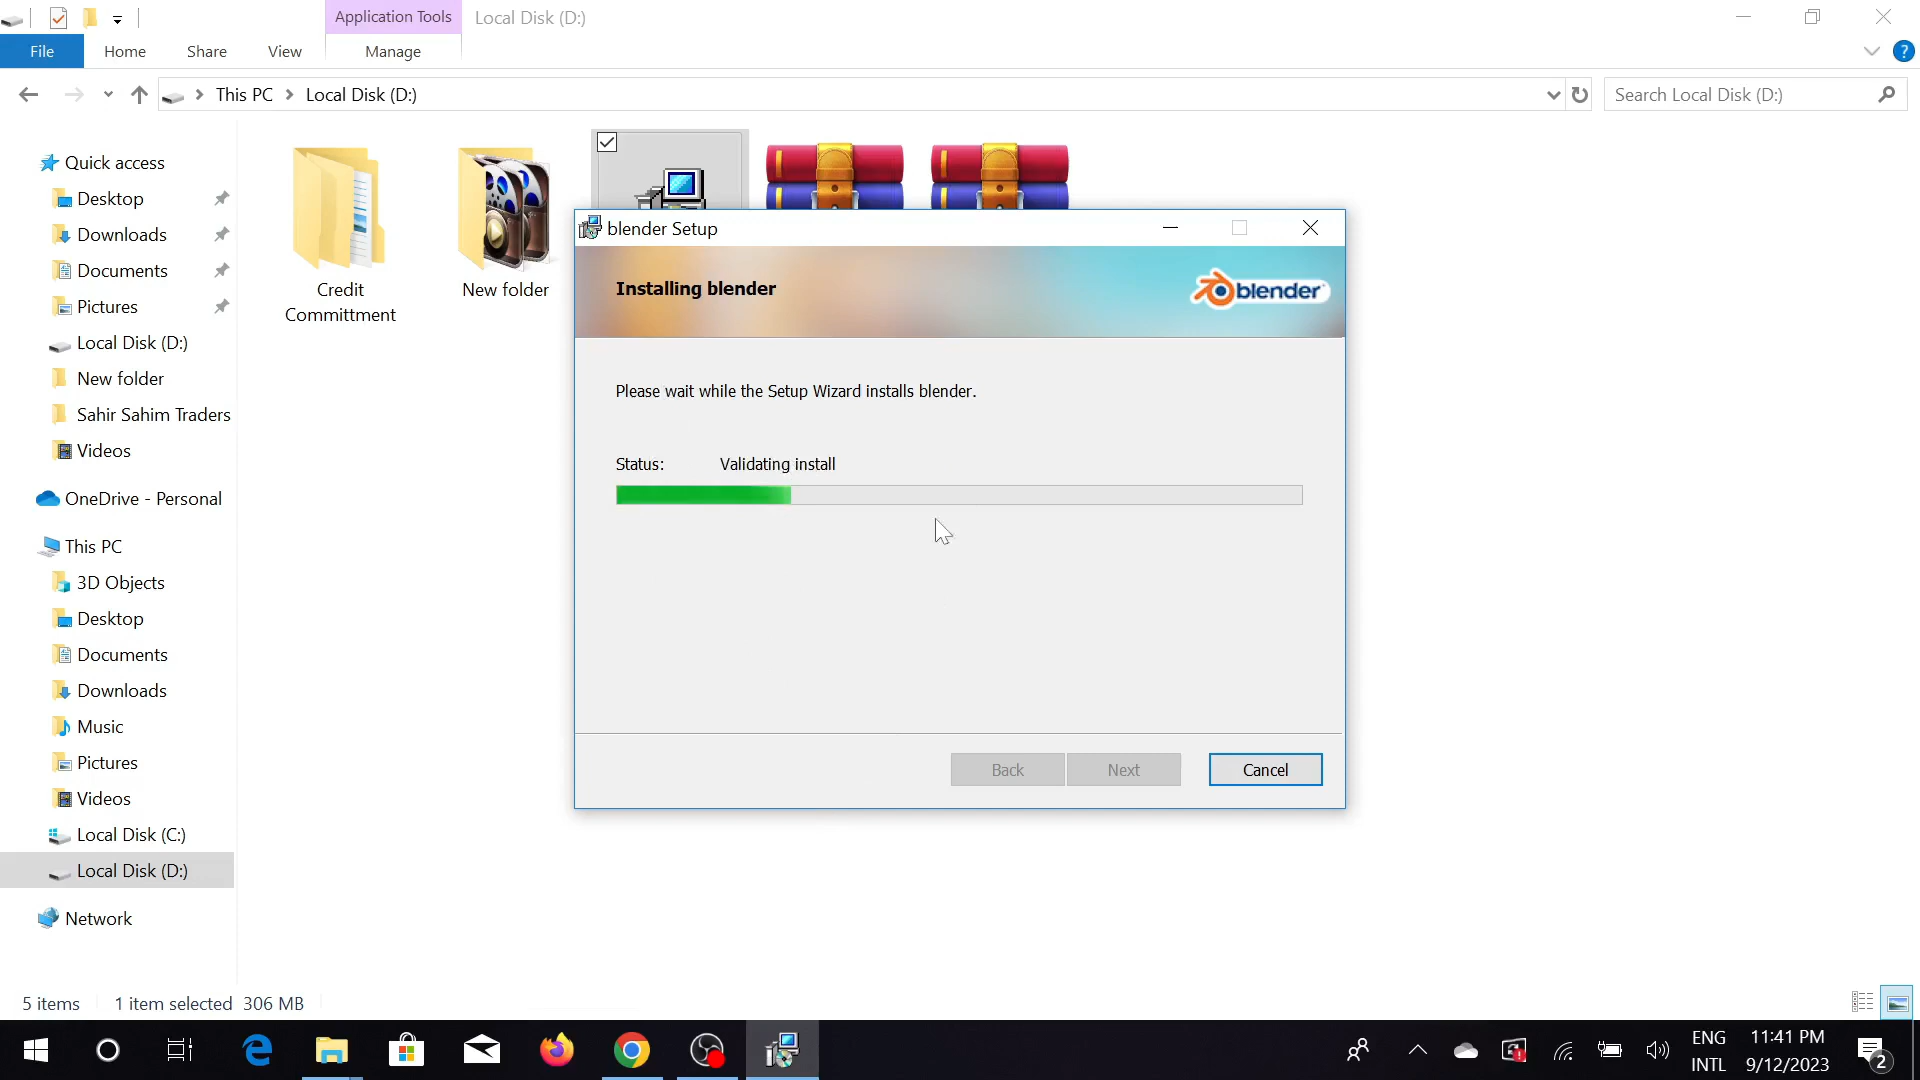 Application Tools
Local Disk (D:)
File
Home
Share
View
Manage
This PC
Local Disk (D:)
Search Local Disk (D:)
Quick access
Desktop
Downloads
Documents
Pictures
Local Disk (D:)
New folder
Sahir Sahim Traders
Videos
OneDrive - Personal
This PC
3D Objects
Desktop
Documents
Downloads
Music
Pictures
Videos
Local Disk (C:)
Local Disk (D:)
Network
Credit
Committment
New folder
blender Setup
Installing blender
blender
Please wait while the Setup Wizard installs blender.
Status: Validating install
Back
Next
Cancel
5 items
1 item selected 306 MB
ENG
INTL
11:41 PM
9/12/2023
2